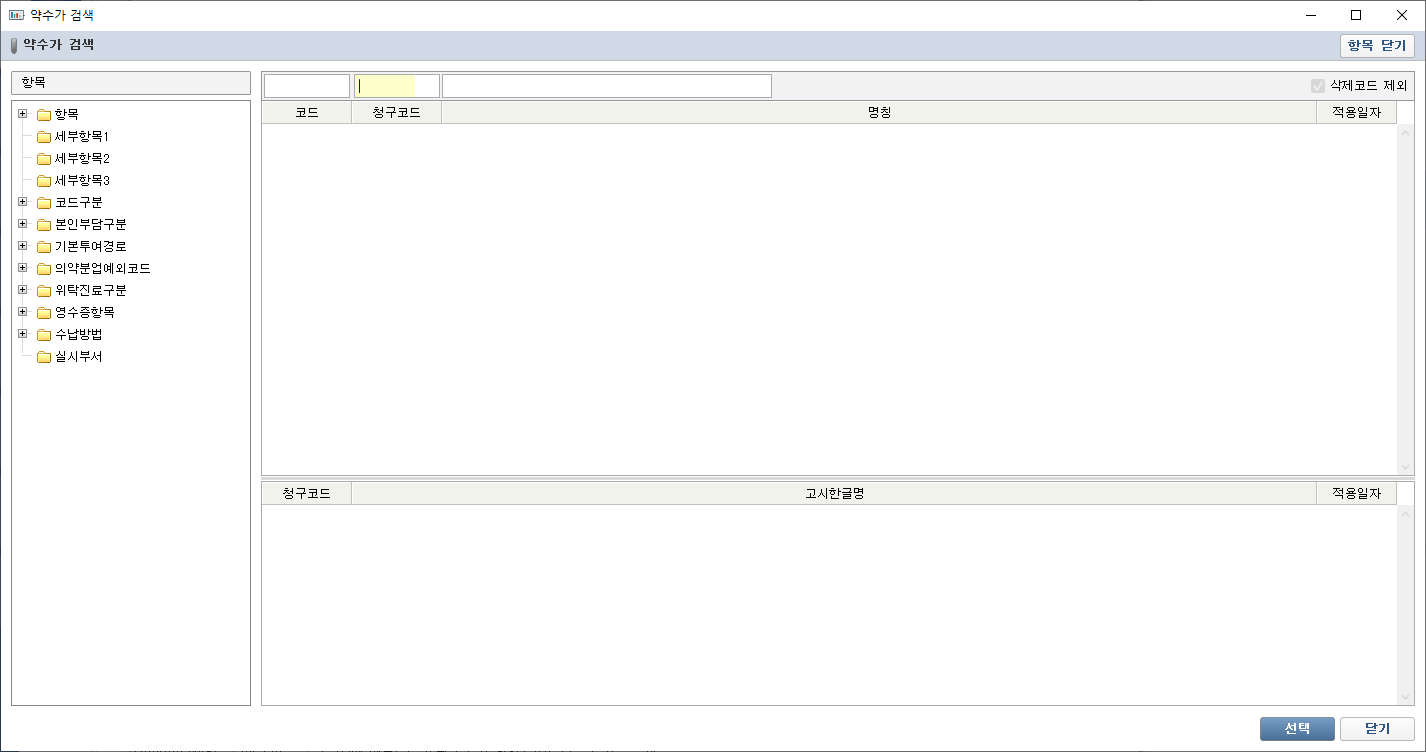 약수가 검색
약수가 검색
항목 닫기
항목
삭제코드 제외
항목
세부항목1
세부항목2
세부항목3
코드구분
본인부담구분
기본투여경로
의약분업예외코드
위탁진료구분
영수증항목
수납방법
실시부서
코드 청구코드 명칭 적용일자
청구코드 고시한글명 적용일자
선택 닫기